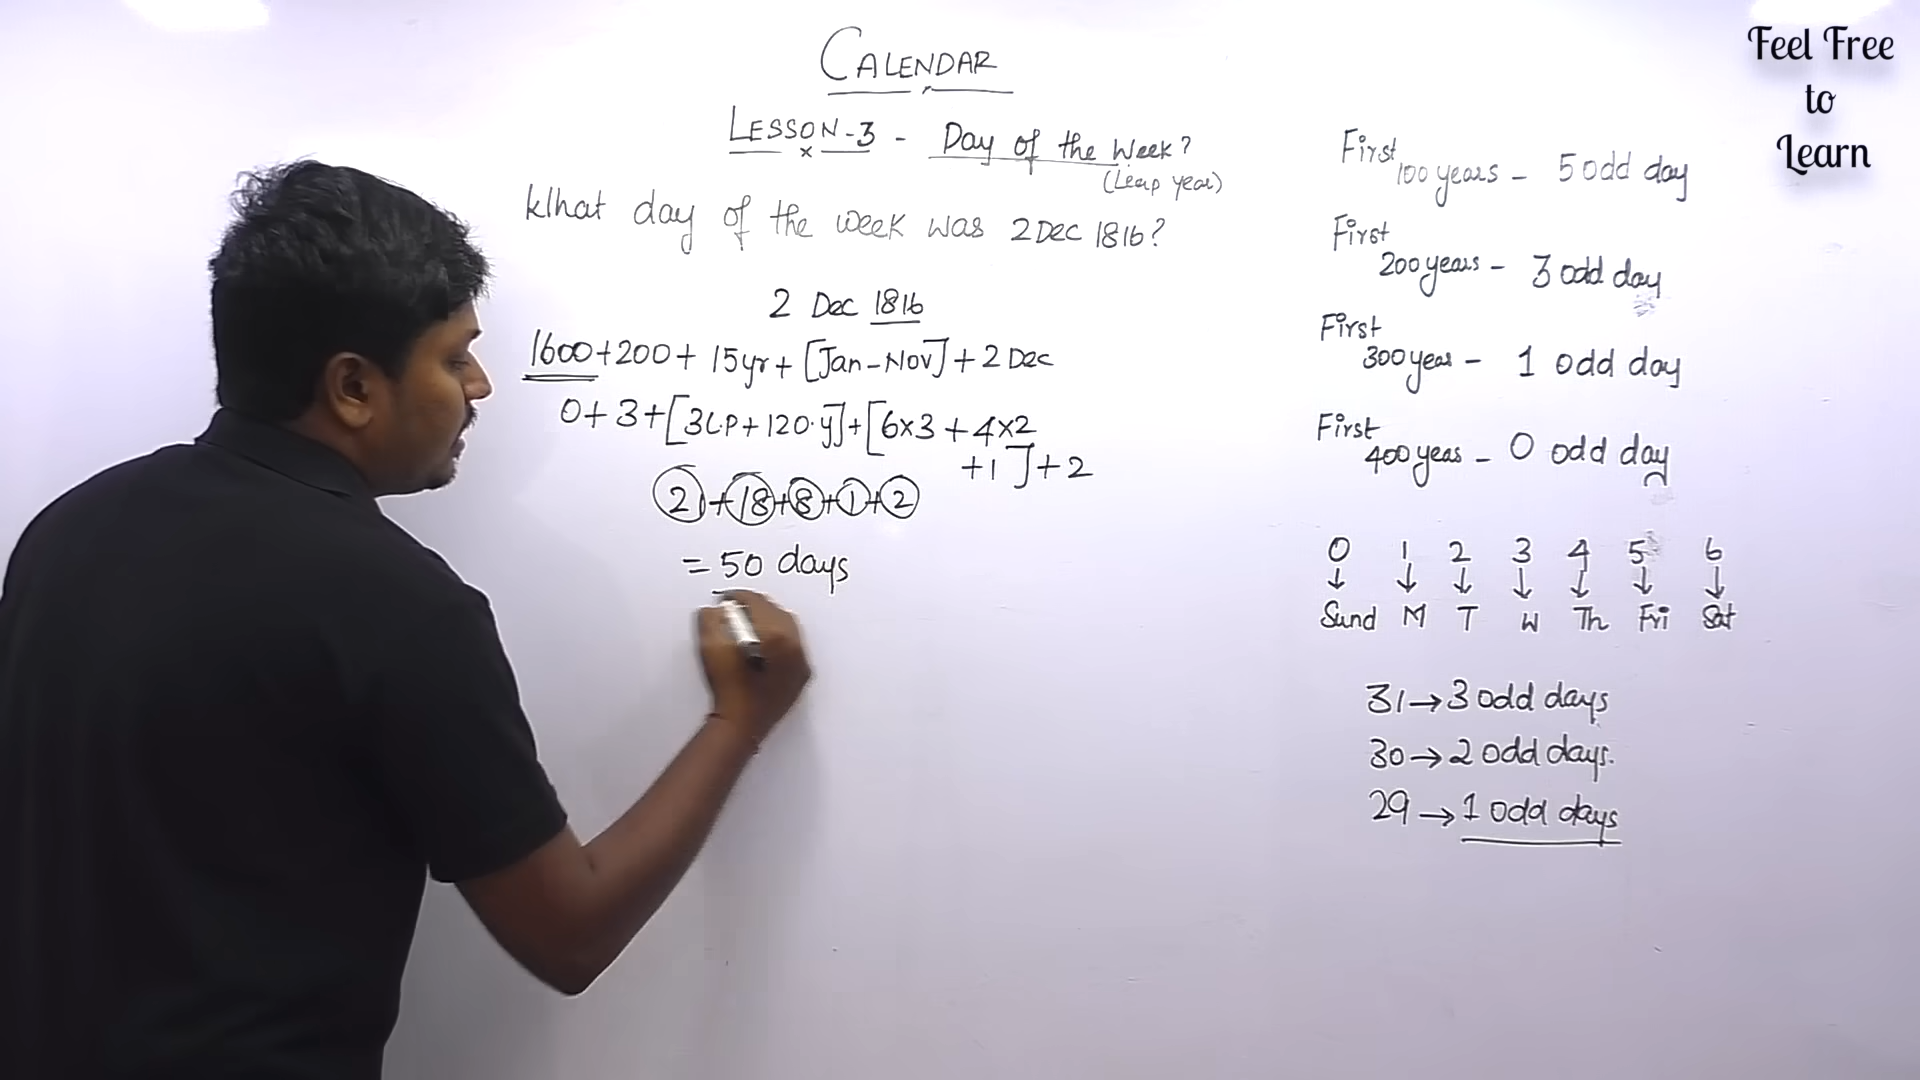 CALENDAR
LESSON-3 - Day of the Week?
(Leap year)
What day of the week was 2 Dec 1816?
2 Dec 1816
1600+200+ 15yr+ [Jan-Nov] + 2 Dec
0+ 3+ [3L.P+120.y]+[6x3 + 4x2
+1]+2
21+18+8+1+2
= 50 days
Feel Free
to
Learn
First
100 years - 5 odd day
First
200 years - 3 odd day
First
300 year - 1 odd day
First
400 yeas - 0 odd day
0 1 2 3 4 5 6
↓ ↓ ↓ ↓ ↓ ↓ ↓
Sund M T W Th Fri Sat
31→3 odd days
30→2 odd days.
29→1 odd days